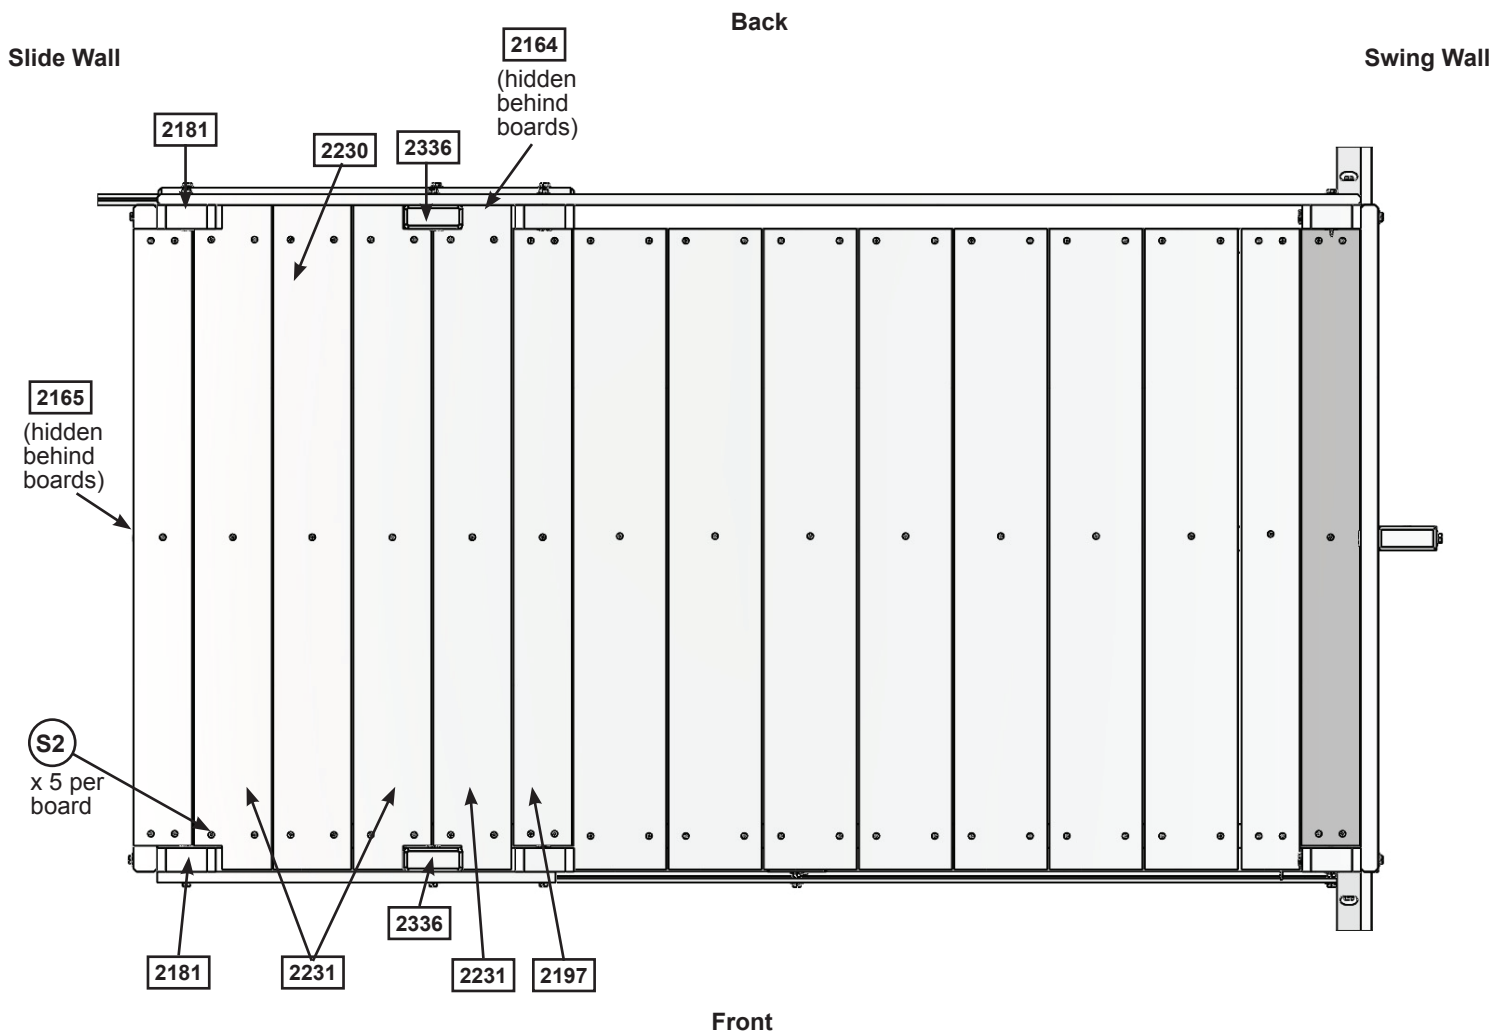 Back
Slide Wall
Swing Wall
2164
(hidden
behind
boards)
2181
2230
2336
2165
(hidden
behind
boards)
S2
x 5 per
board
2336
2181
2231
2231
2197
Front